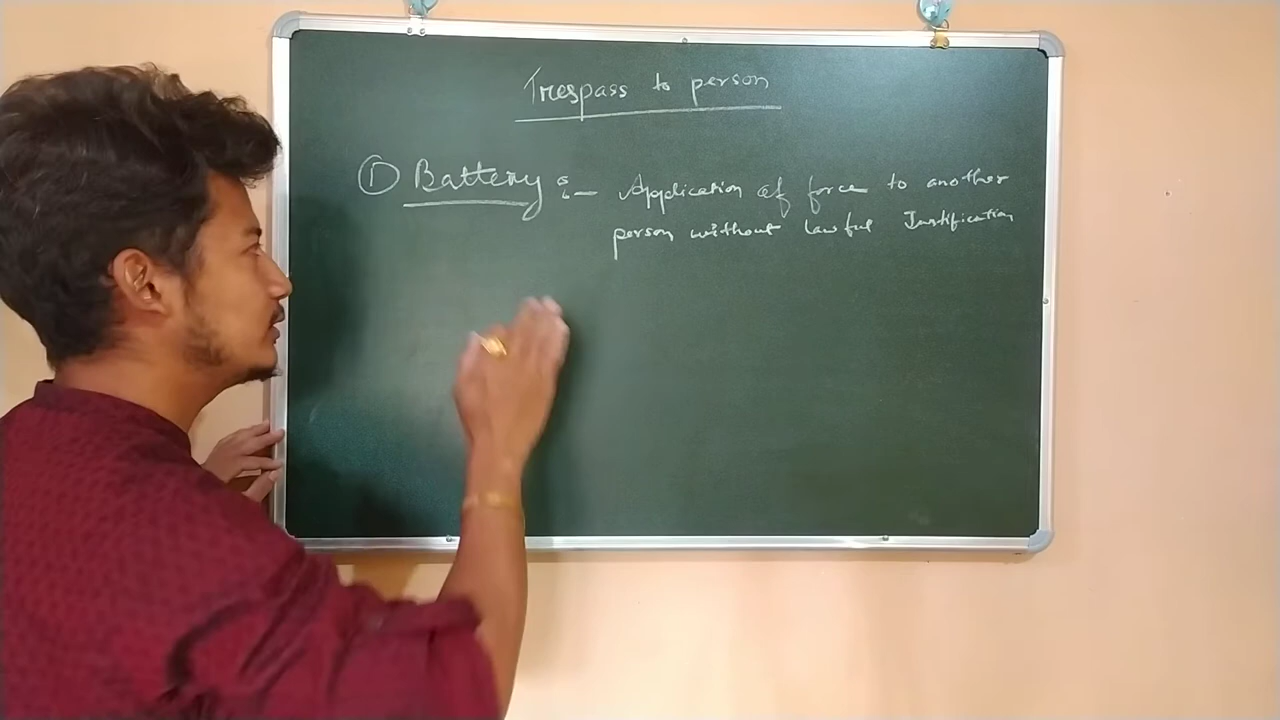 Trespass to person
① Battery :- Application of force to another
person without lawful Justification